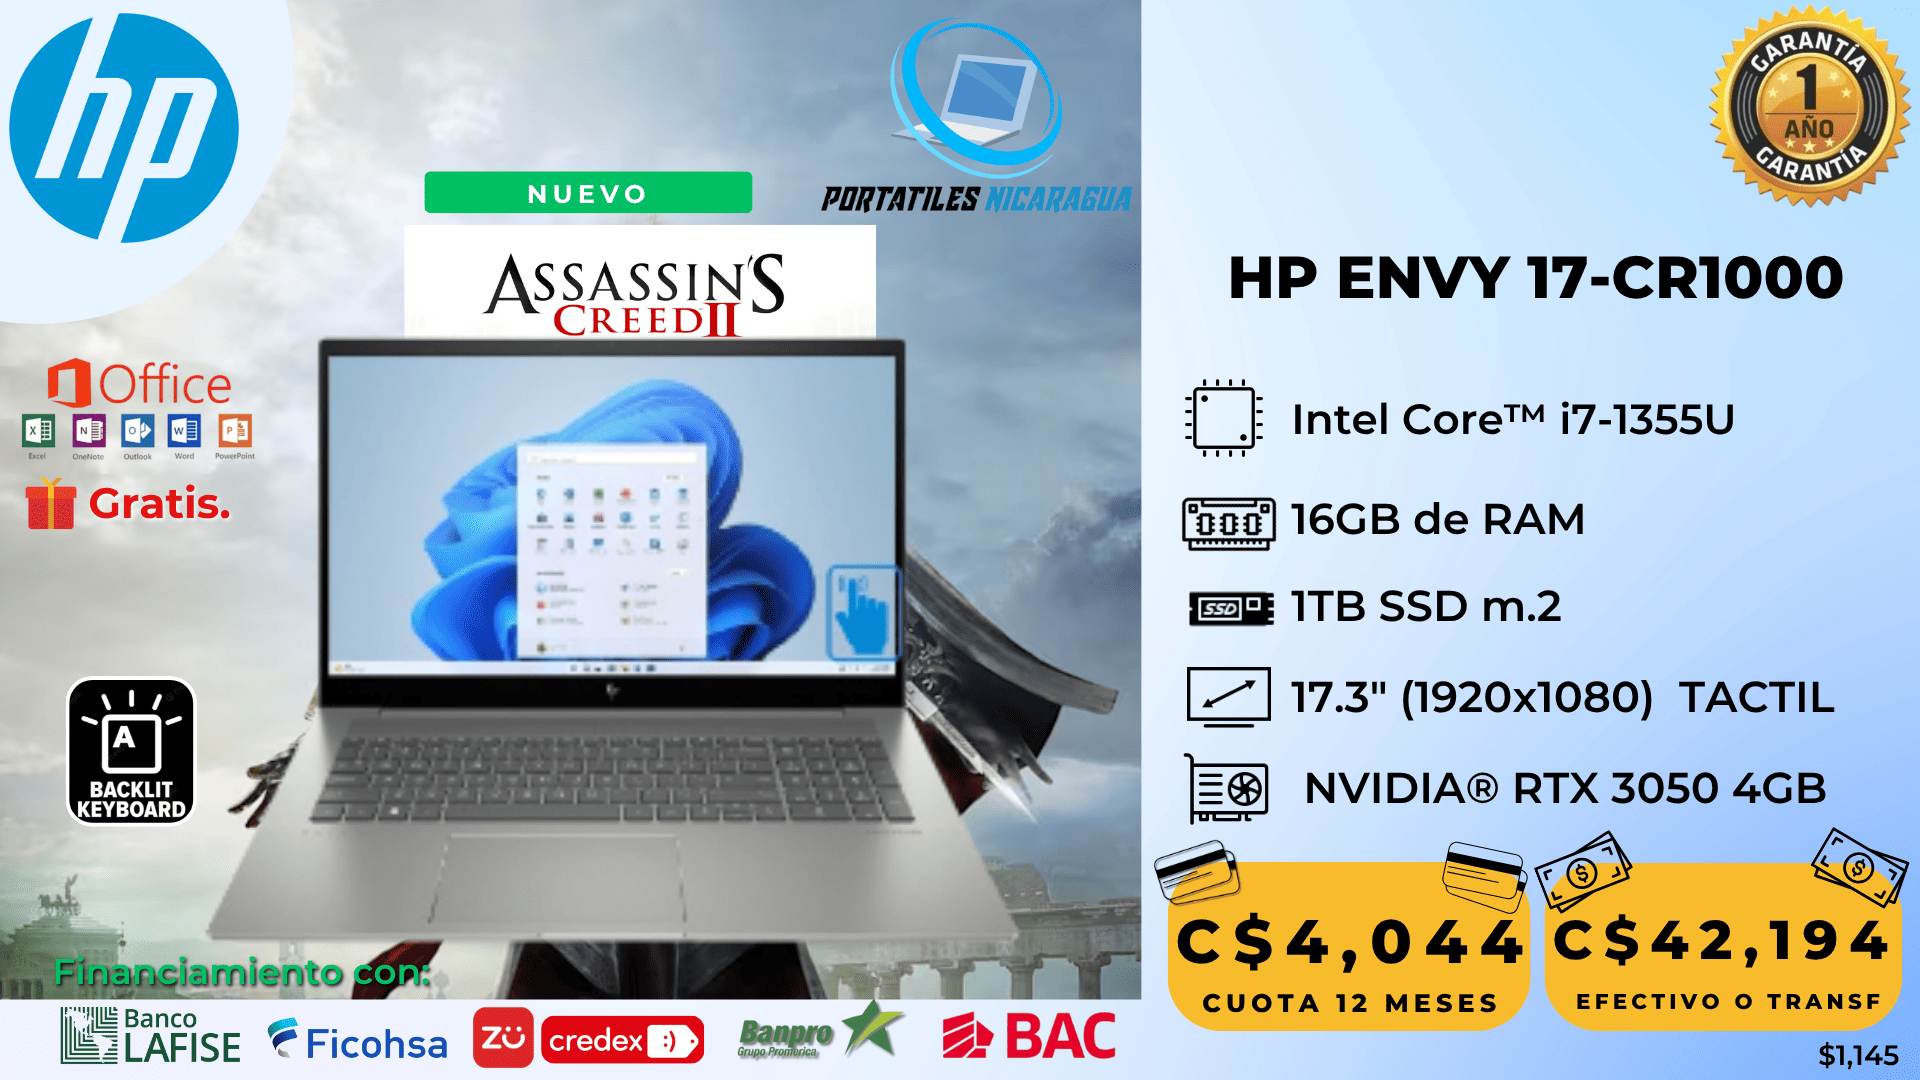 hp
NUEVO
PORTATILES NICARAGUA
ASSASSIN'S
CREED II
Office
Excel
OneNote
Outlook
Word
PowerPoint
Gratis.
A
BACKLIT
KEYBOARD
Financiamiento con:
Banco
LAFISE
Ficohsa
ZU
credex :)
Banpro
Grupo Promerica
BAC
GARANTÍA
1
AÑO
GARANTÍA
HP ENVY 17-CR1000
Intel Core™ i7-1355U
16GB de RAM
SSD
1TB SSD m.2
17.3" (1920x1080) TACTIL
NVIDIA® RTX 3050 4GB
C$4,044
CUOTA 12 MESES
C$42,194
EFECTIVO O TRANSF
$1,145